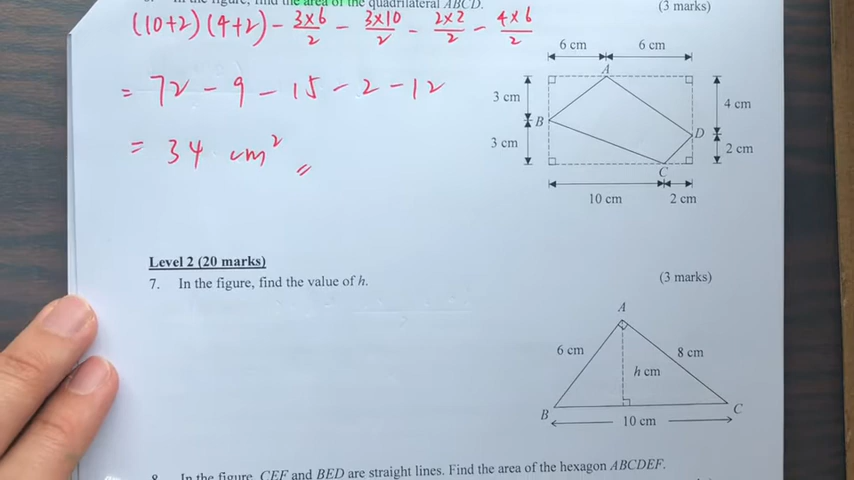 In the figure, find the area of the quadrilateral ABCD.
(3 marks)
(10+2)(4+2) - 3×6/2 - 3×10/2 - 2×2/2 - 4×6/2
= 72 - 9 - 15 - 2 - 12
= 34 cm²
6 cm 6 cm
A
3 cm
4 cm
B
D
3 cm
2 cm
C
10 cm 2 cm
Level 2 (20 marks)
7. In the figure, find the value of h.
(3 marks)
A
6 cm
8 cm
h cm
B
C
10 cm
8. In the figure, CEF and BED are straight lines. Find the area of the hexagon ABCDEF.